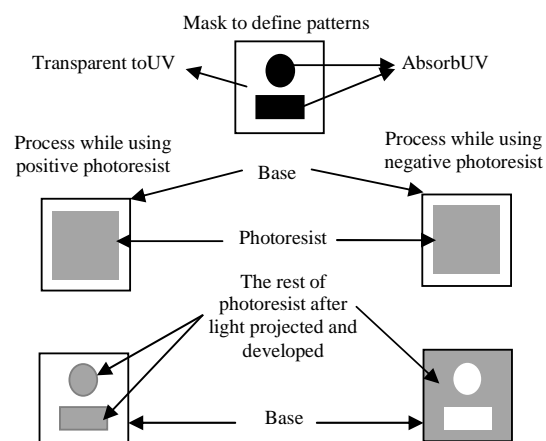 Mask to define patterns
Transparent toUV
AbsorbUV
Process while using
positive photoresist
Process while using
negative photoresist
Base
Photoresist
The rest of
photoresist after
light projected and
developed
Base